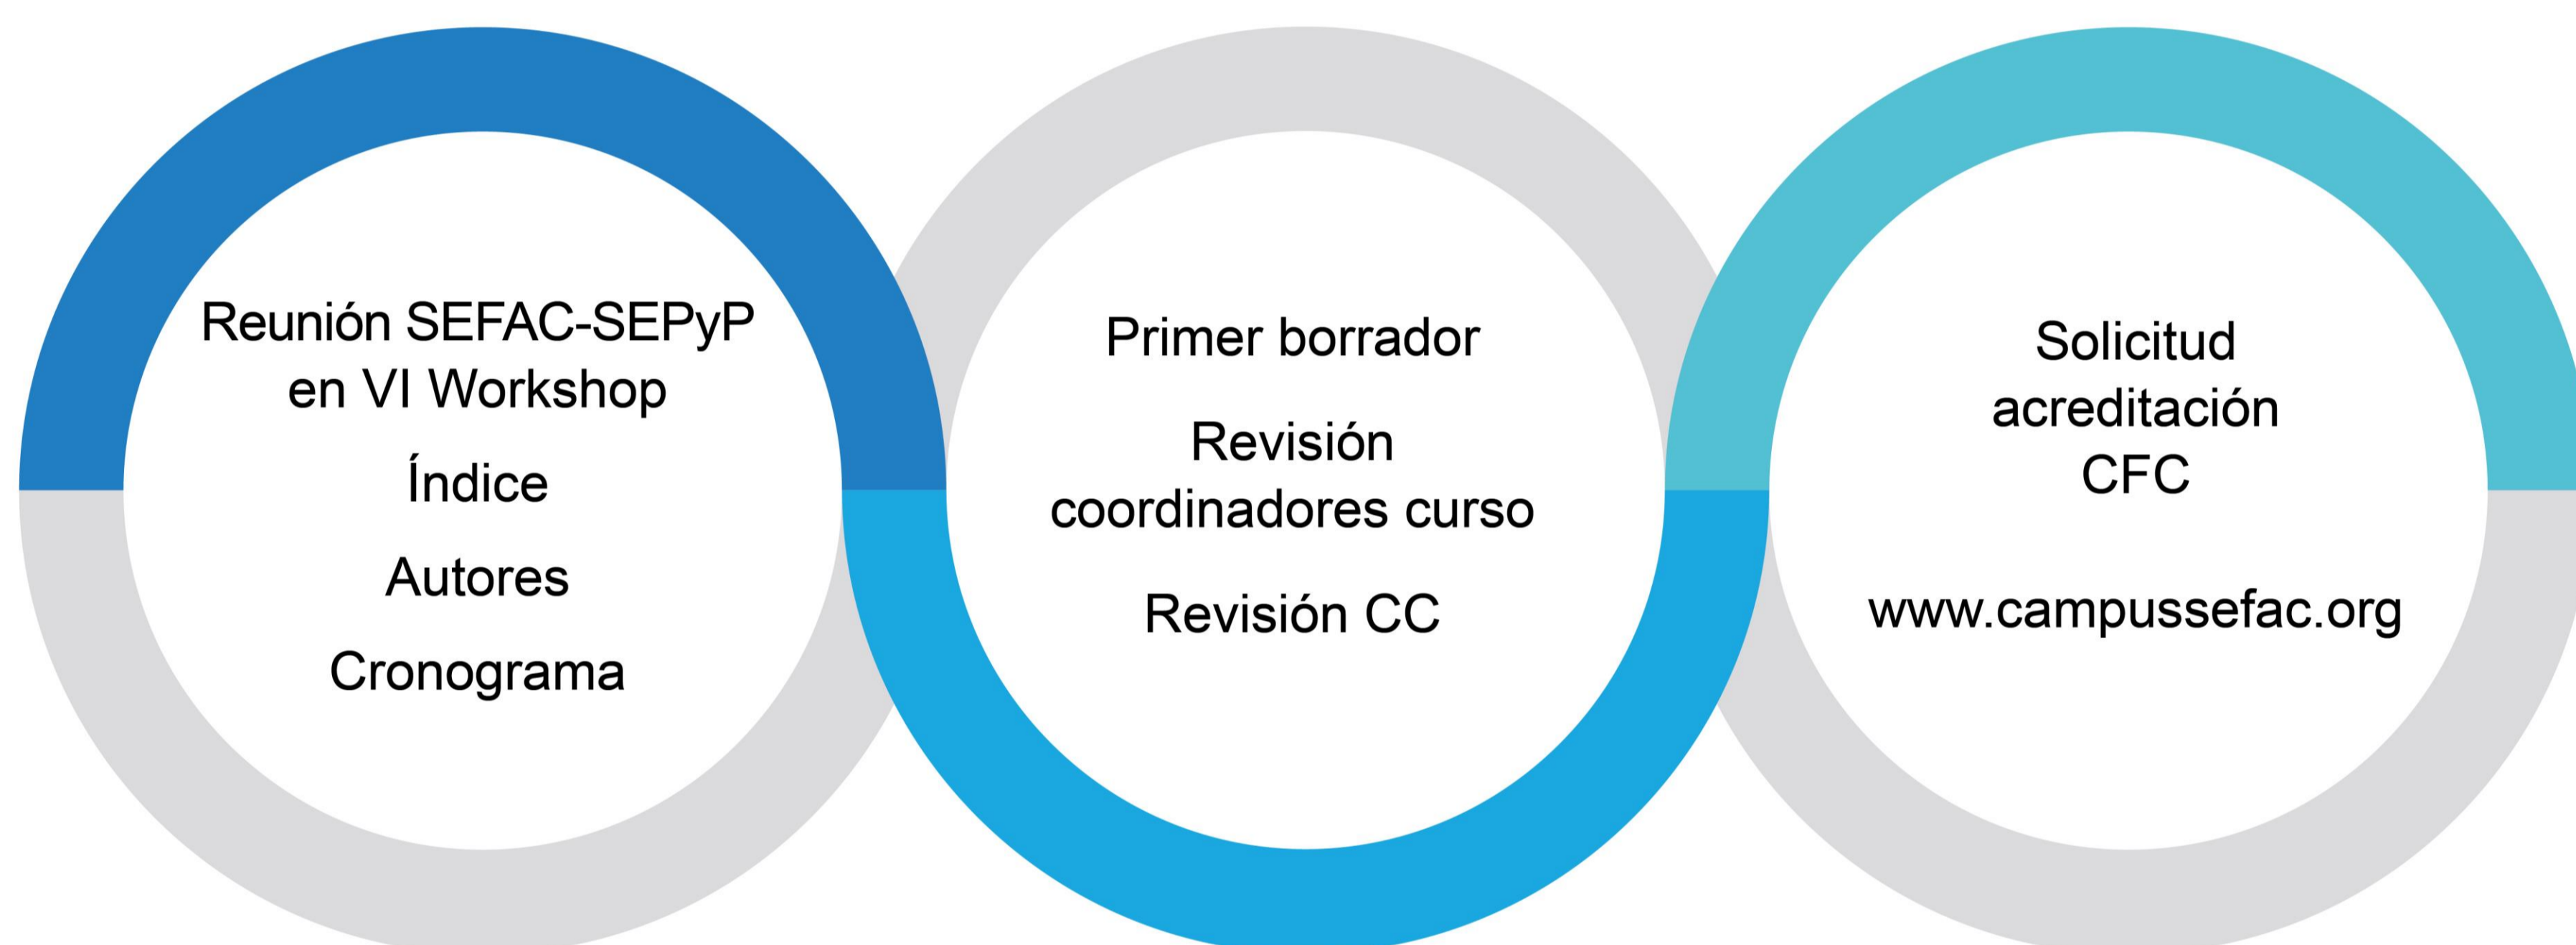 Reunión SEFAC-SEPyP
en VI Workshop
Índice
Autores
Cronograma
Primer borrador
Revisión
coordinadores curso
Revisión CC
Solicitud
acreditación
CFC
www.campussefac.org